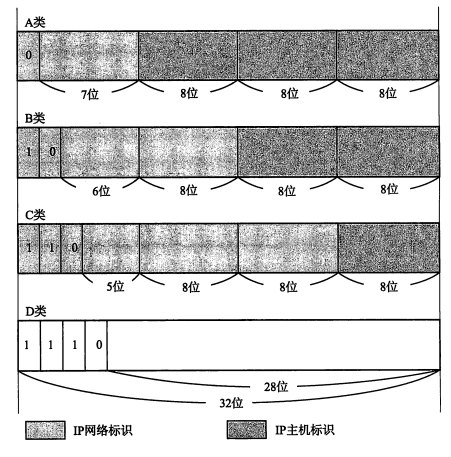 A类
0
7位 8位 8位 8位
B类
1 0
6位 8位 8位 8位
C类
1 1 0
5位 8位 8位 8位
D类
1 1 1 0
28位
32位
IP网络标识 IP主机标识